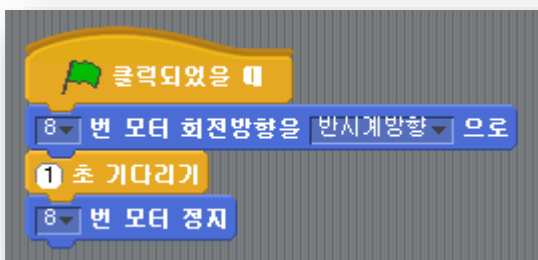 클릭되었을 때
8 번 모터 회전방향을 반시계방향 으로
1 초 기다리기
8 번 모터 정지